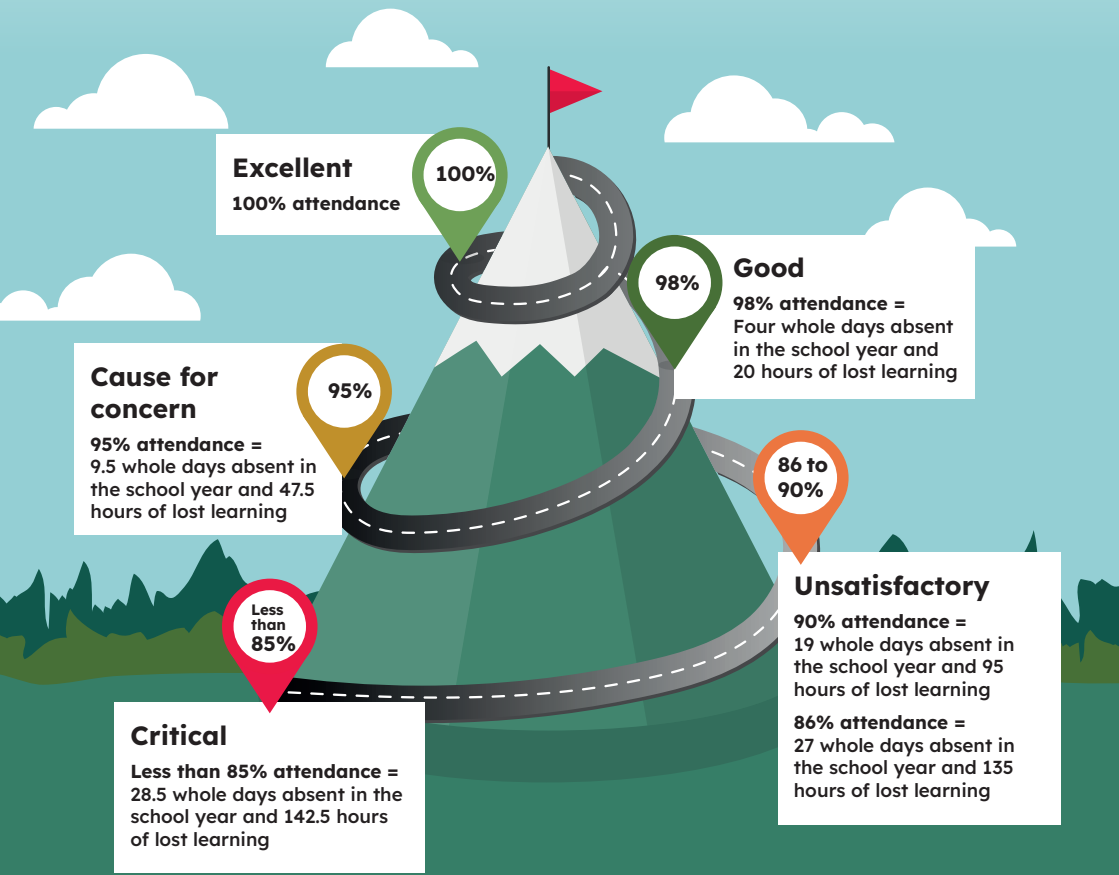 Excellent
100% attendance
100%
98%
Good
98% attendance =
Four whole days absent
in the school year and
20 hours of lost learning
Cause for
concern
95% attendance =
9.5 whole days absent in
the school year and 47.5
hours of lost learning
95%
86 to
90%
Unsatisfactory
90% attendance =
19 whole days absent in
the school year and 95
hours of lost learning
86% attendance =
27 whole days absent in
the school year and 135
hours of lost learning
Less
than
85%
Critical
Less than 85% attendance =
28.5 whole days absent in the
school year and 142.5 hours
of lost learning